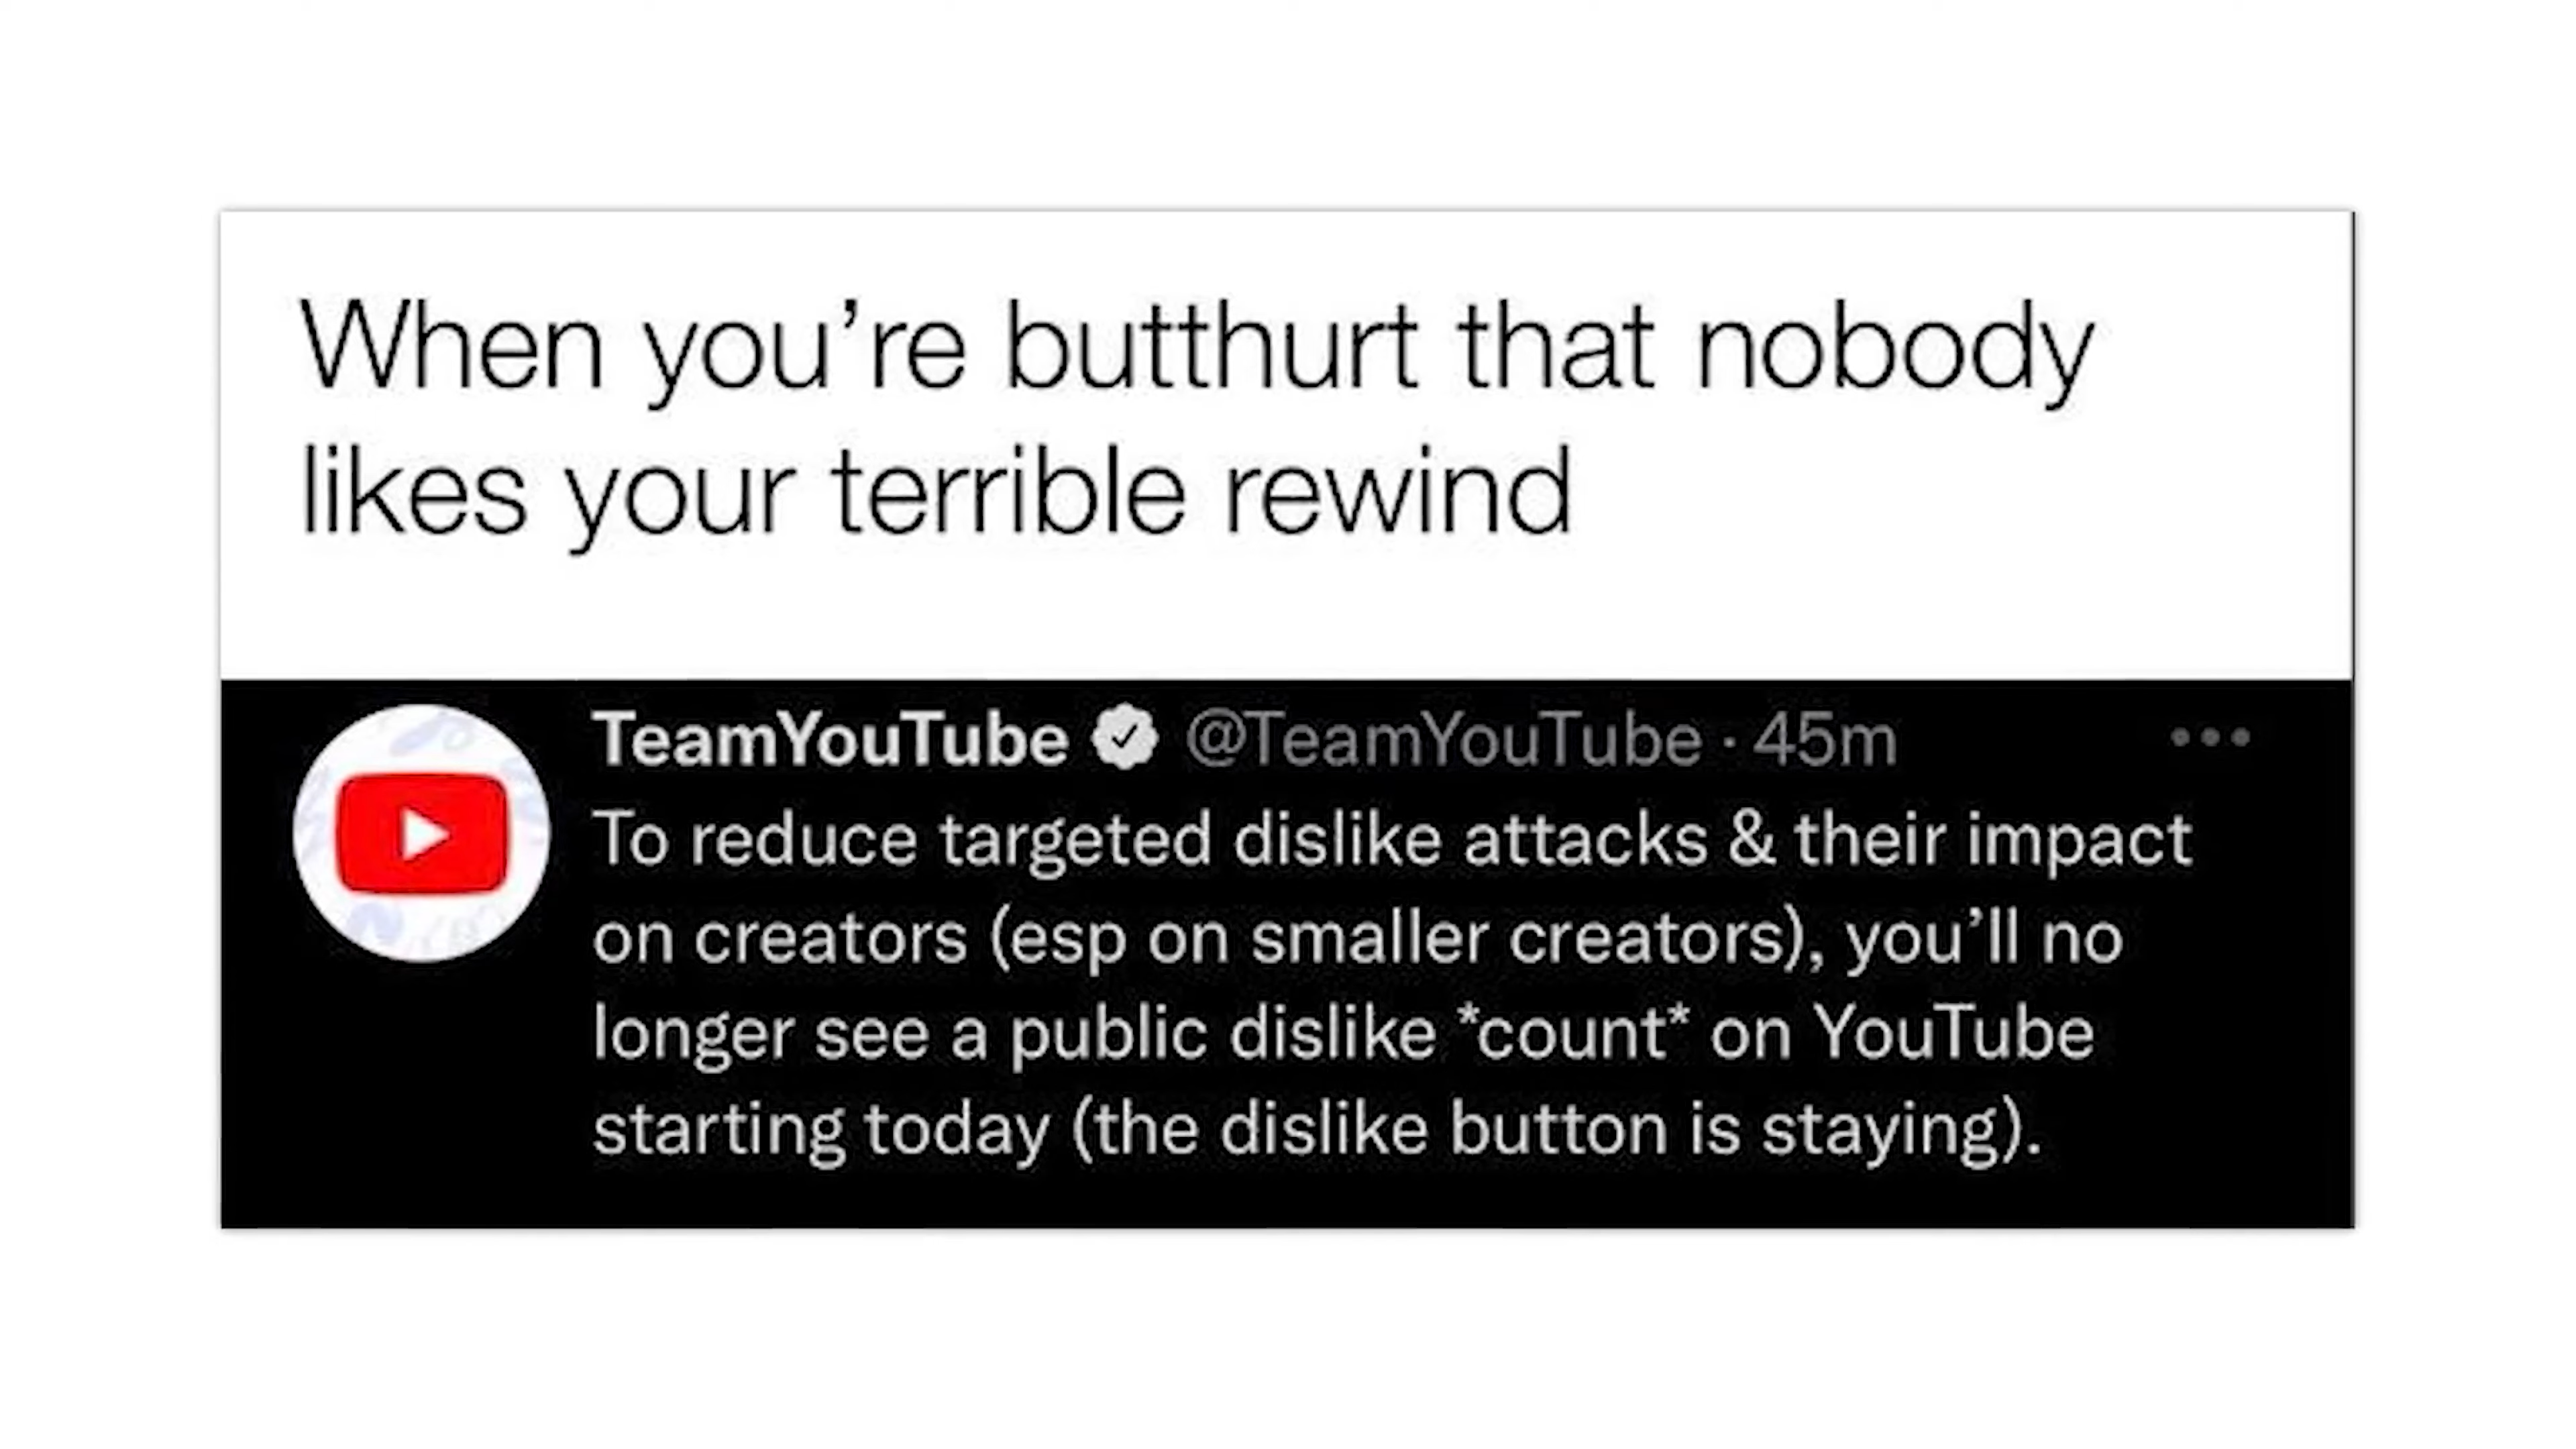 When you’re butthurt that nobody
likes your terrible rewind
TeamYouTube @TeamYouTube · 45m
To reduce targeted dislike attacks & their impact
on creators (esp on smaller creators), you’ll no
longer see a public dislike *count* on YouTube
starting today (the dislike button is staying).